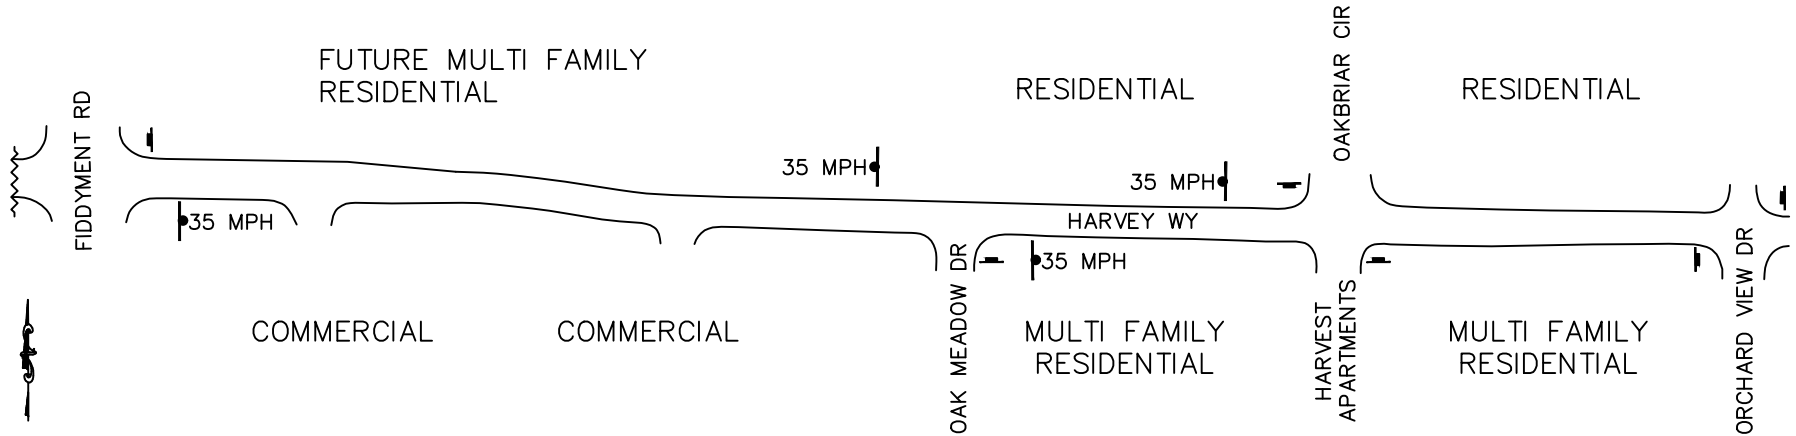 FUTURE MULTI FAMILY
RESIDENTIAL
RESIDENTIAL
OAKBRIAR CIR
RESIDENTIAL
FIDDYMENT RD
35 MPH
35 MPH
35 MPH
HARVEY WY
35 MPH
COMMERCIAL
COMMERCIAL
OAK MEADOW DR
MULTI FAMILY
RESIDENTIAL
HARVEST
APARTMENTS
MULTI FAMILY
RESIDENTIAL
ORCHARD VIEW DR